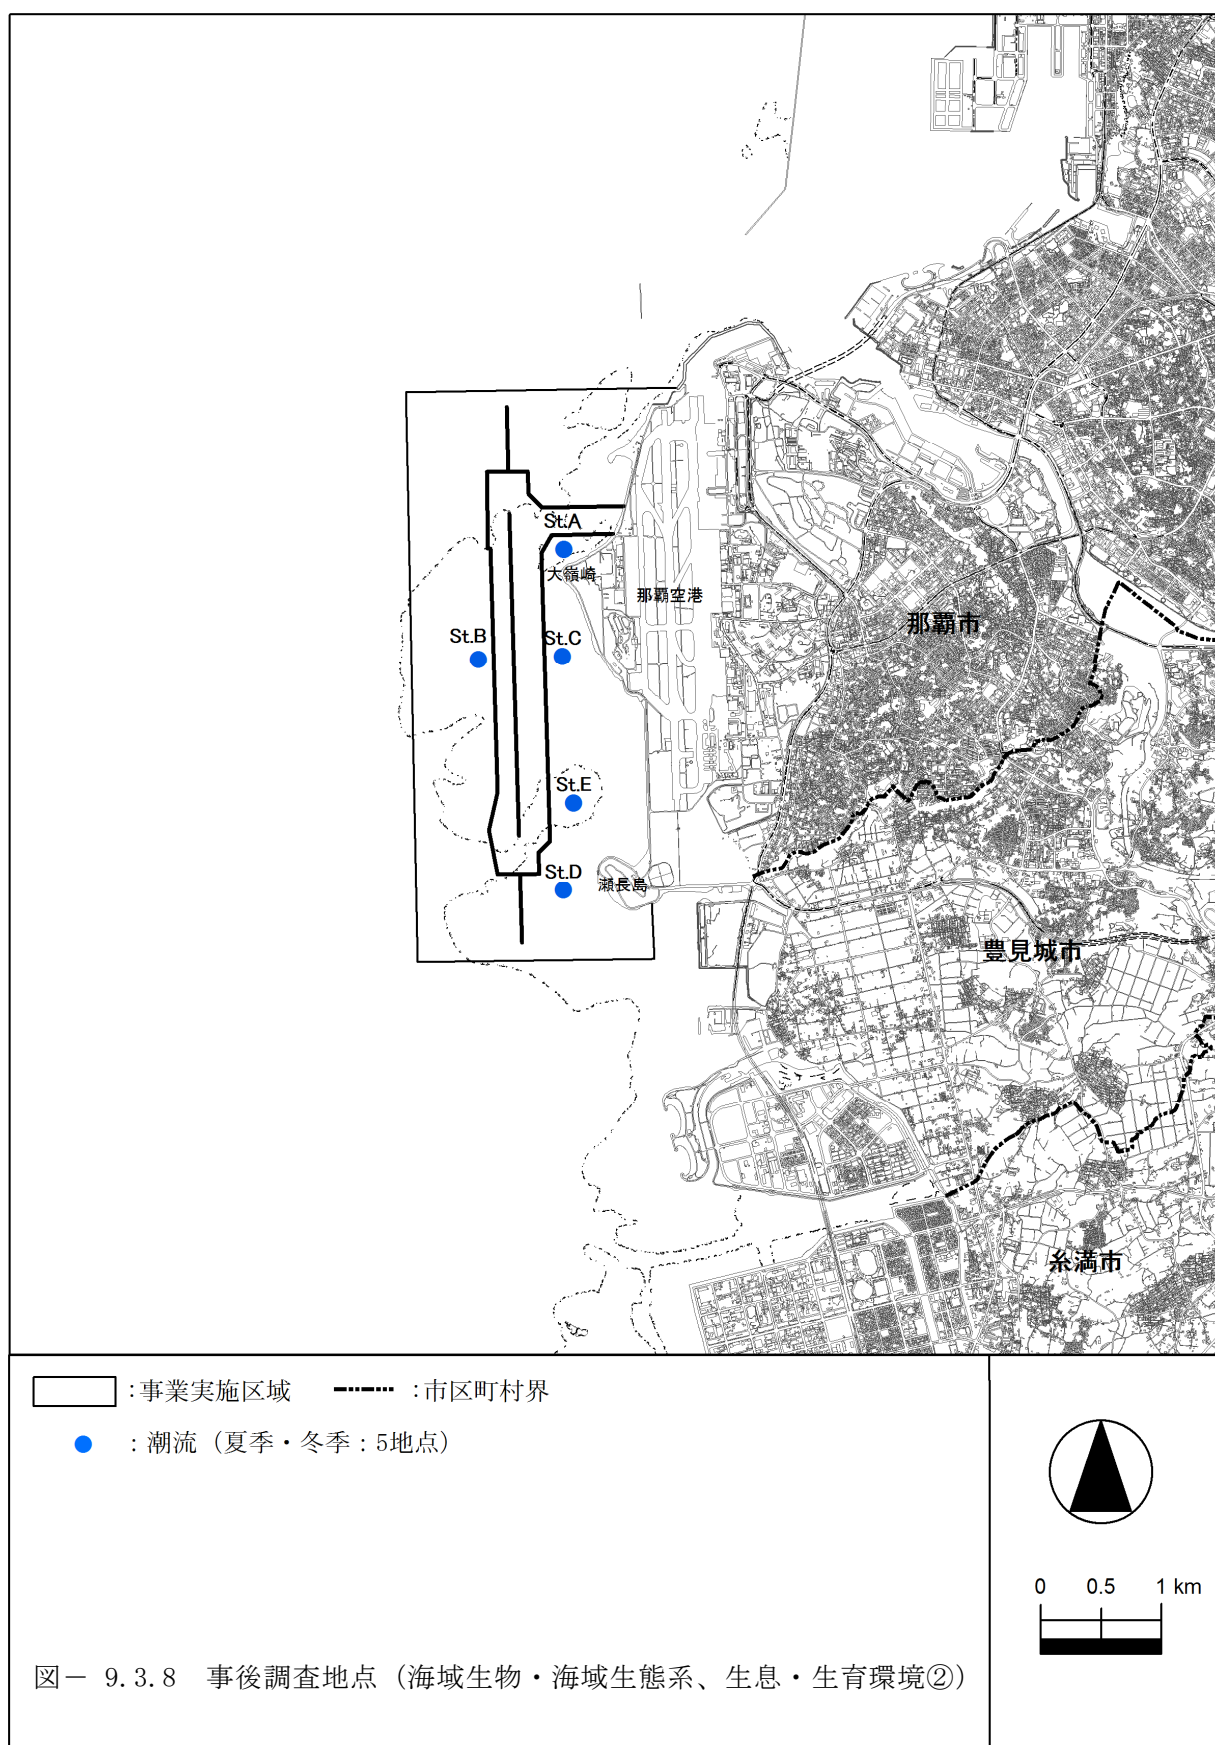 St.A
大嶺崎
那覇空港
那覇市
St.B
St.C
St.E
St.D
瀬長島
豊見城市
糸満市
:事業実施区域
:市区町村界
:潮流（夏季・冬季：5地点）
0 0.5 1 km
図－ 9.3.8 事後調査地点（海域生物・海域生態系、生息・生育環境②）